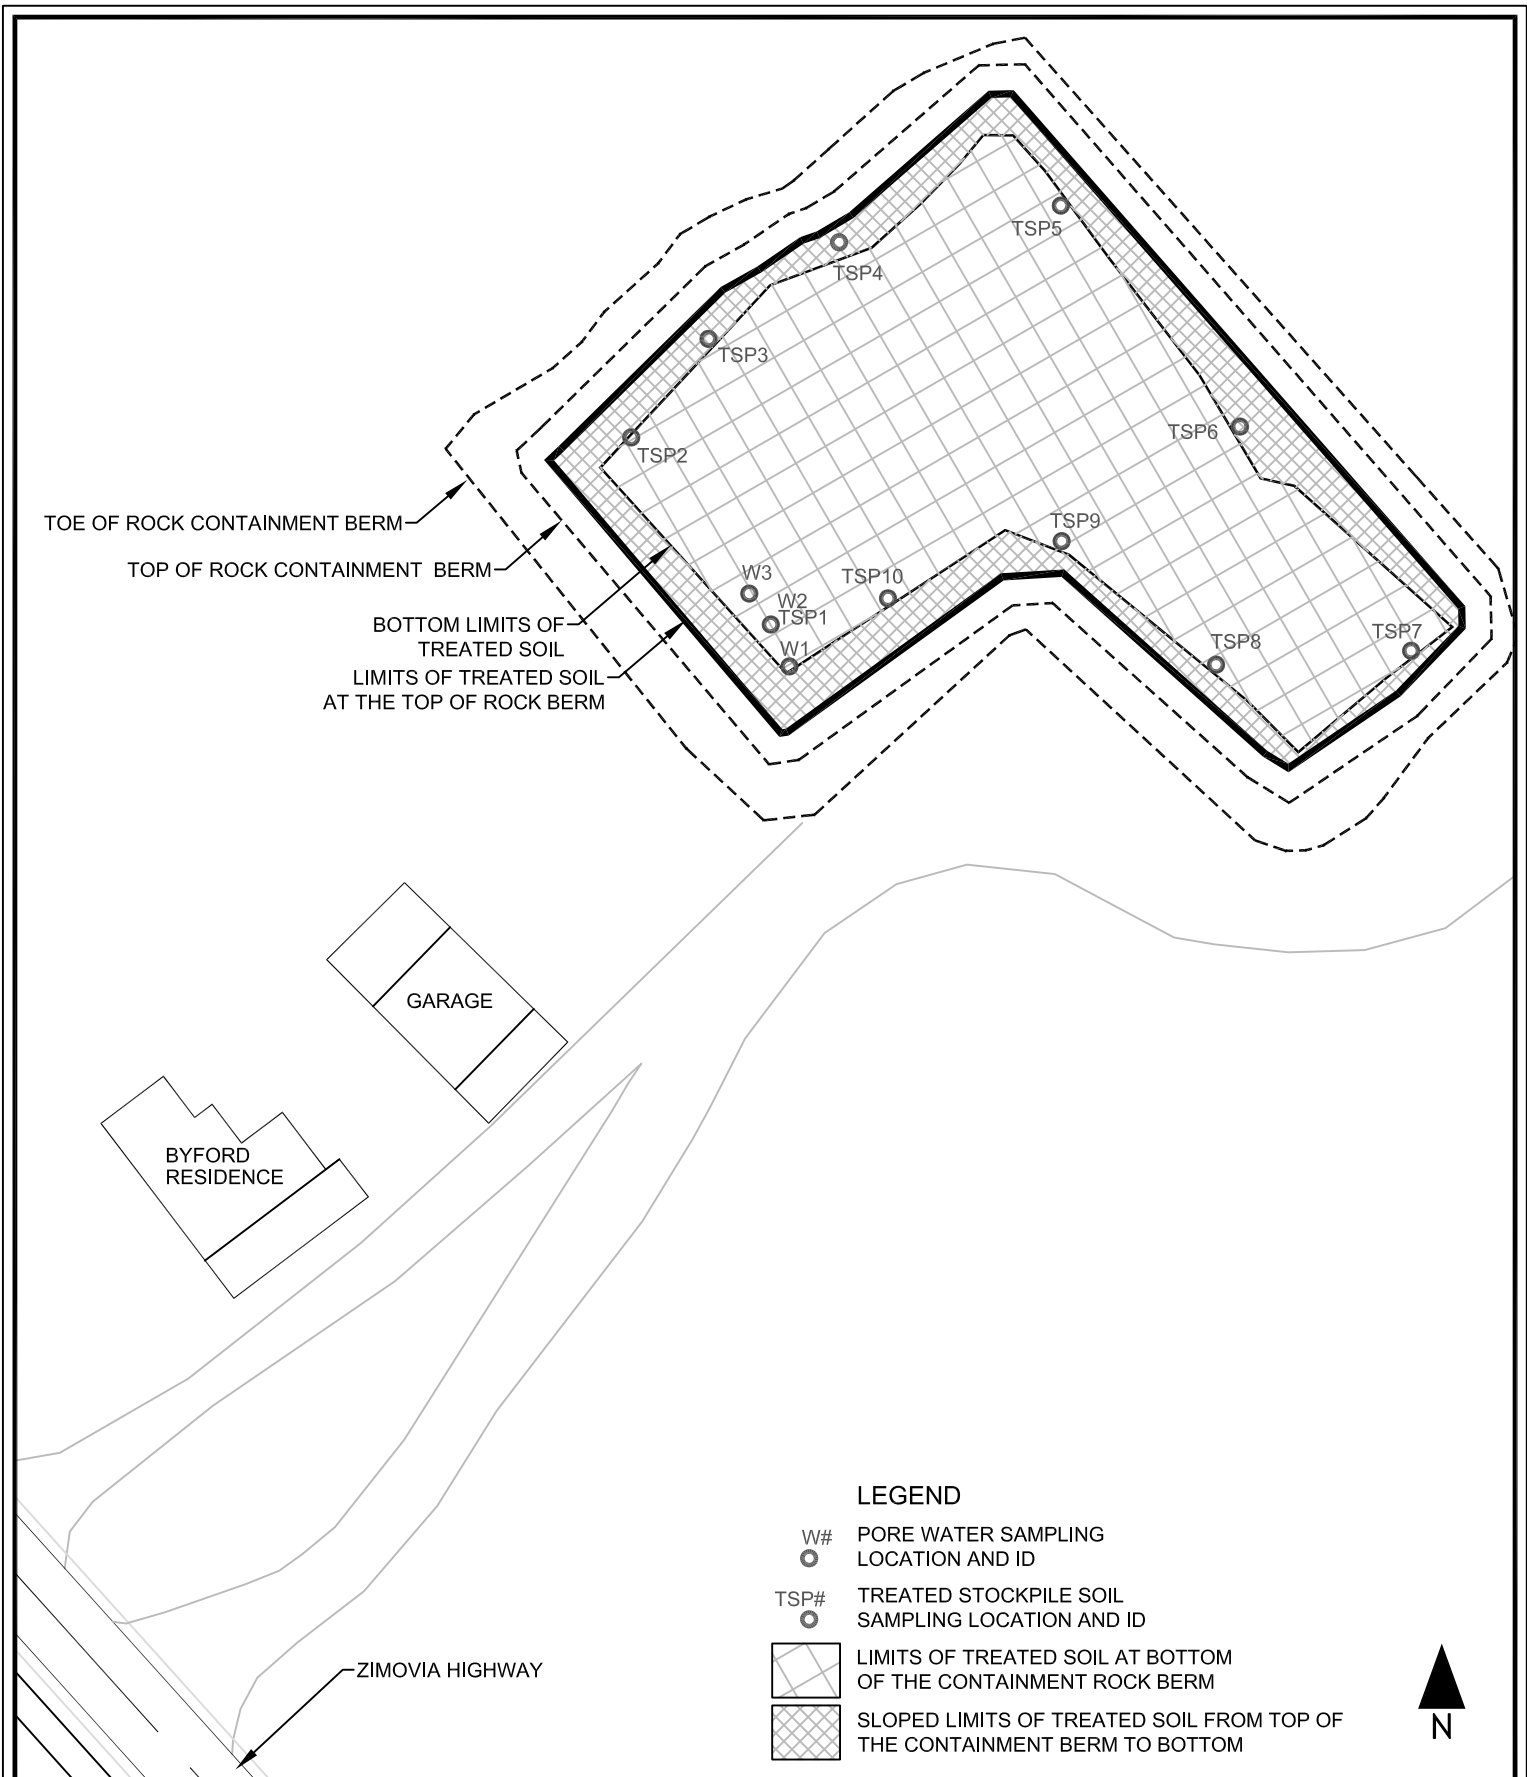 TSP5
TSP4
TSP3
TSP6
TSP2
TOE OF ROCK CONTAINMENT BERM
TSP9
TOP OF ROCK CONTAINMENT BERM
W3
TSP10
W2
TSP1
BOTTOM LIMITS OF
TREATED SOIL
TSP7
TSP8
W1
LIMITS OF TREATED SOIL
AT THE TOP OF ROCK BERM
GARAGE
BYFORD
RESIDENCE
ZIMOVIA HIGHWAY
LEGEND
W#
PORE WATER SAMPLING
LOCATION AND ID
TSP#
TREATED STOCKPILE SOIL
SAMPLING LOCATION AND ID
LIMITS OF TREATED SOIL AT BOTTOM
OF THE CONTAINMENT ROCK BERM
SLOPED LIMITS OF TREATED SOIL FROM TOP OF
THE CONTAINMENT BERM TO BOTTOM
N